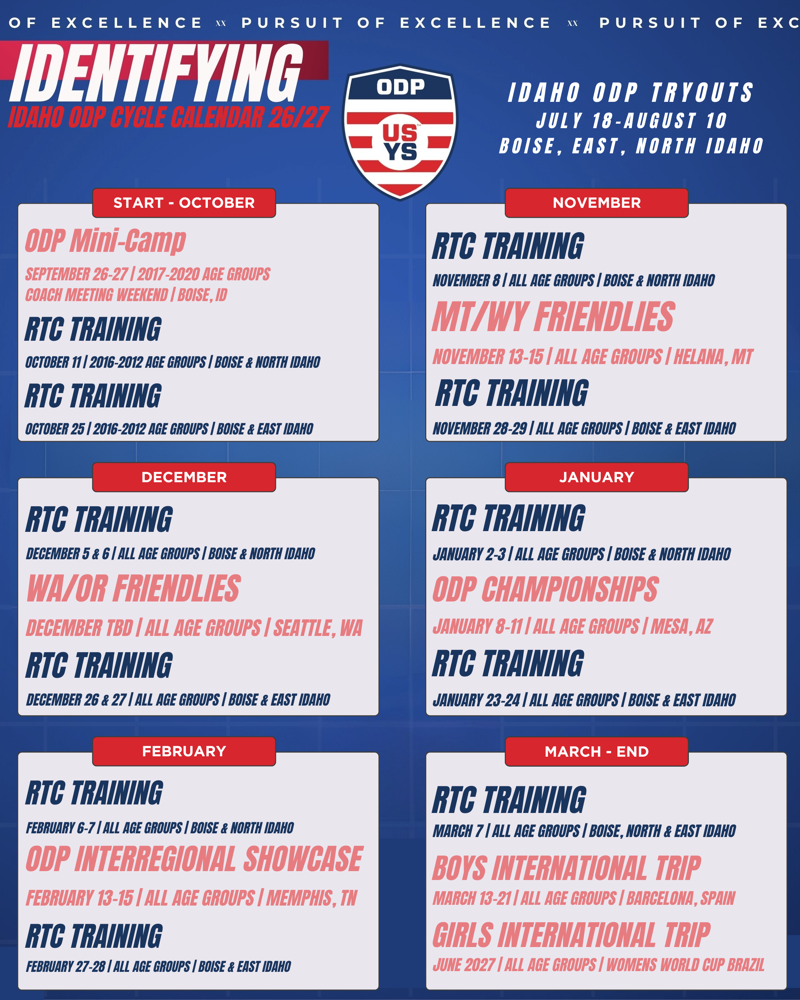 OF EXCELLENCE xx PURSUIT OF EXCELLENCE xx PURSUIT OF EXC
IDENTIFYING
IDAHO ODP CYCLE CALENDAR 26/27
ODP
US™
YS
IDAHO ODP TRYOUTS
JULY 18-AUGUST 10
BOISE, EAST, NORTH IDAHO
START - OCTOBER
ODP Mini-Camp
SEPTEMBER 26-27 | 2017-2020 AGE GROUPS
COACH MEETING WEEKEND | BOISE, ID
RTC TRAINING
OCTOBER 11 | 2016-2012 AGE GROUPS | BOISE & NORTH IDAHO
RTC TRAINING
OCTOBER 25 | 2016-2012 AGE GROUPS | BOISE & EAST IDAHO
NOVEMBER
RTC TRAINING
NOVEMBER 8 | ALL AGE GROUPS | BOISE & NORTH IDAHO
MT/WY FRIENDLIES
NOVEMBER 13-15 | ALL AGE GROUPS | HELANA, MT
RTC TRAINING
NOVEMBER 28-29 | ALL AGE GROUPS | BOISE & EAST IDAHO
DECEMBER
RTC TRAINING
DECEMBER 5 & 6 | ALL AGE GROUPS | BOISE & NORTH IDAHO
WA/OR FRIENDLIES
DECEMBER TBD | ALL AGE GROUPS | SEATTLE, WA
RTC TRAINING
DECEMBER 26 & 27 | ALL AGE GROUPS | BOISE & EAST IDAHO
JANUARY
RTC TRAINING
JANUARY 2-3 | ALL AGE GROUPS | BOISE & NORTH IDAHO
ODP CHAMPIONSHIPS
JANUARY 8-11 | ALL AGE GROUPS | MESA, AZ
RTC TRAINING
JANUARY 23-24 | ALL AGE GROUPS | BOISE & EAST IDAHO
FEBRUARY
RTC TRAINING
FEBRUARY 6-7 | ALL AGE GROUPS | BOISE & NORTH IDAHO
ODP INTERREGIONAL SHOWCASE
FEBRUARY 13-15 | ALL AGE GROUPS | MEMPHIS, TN
RTC TRAINING
FEBRUARY 27-28 | ALL AGE GROUPS | BOISE & EAST IDAHO
MARCH - END
RTC TRAINING
MARCH 7 | ALL AGE GROUPS | BOISE, NORTH & EAST IDAHO
BOYS INTERNATIONAL TRIP
MARCH 13-21 | ALL AGE GROUPS | BARCELONA, SPAIN
GIRLS INTERNATIONAL TRIP
JUNE 2027 | ALL AGE GROUPS | WOMENS WORLD CUP BRAZIL